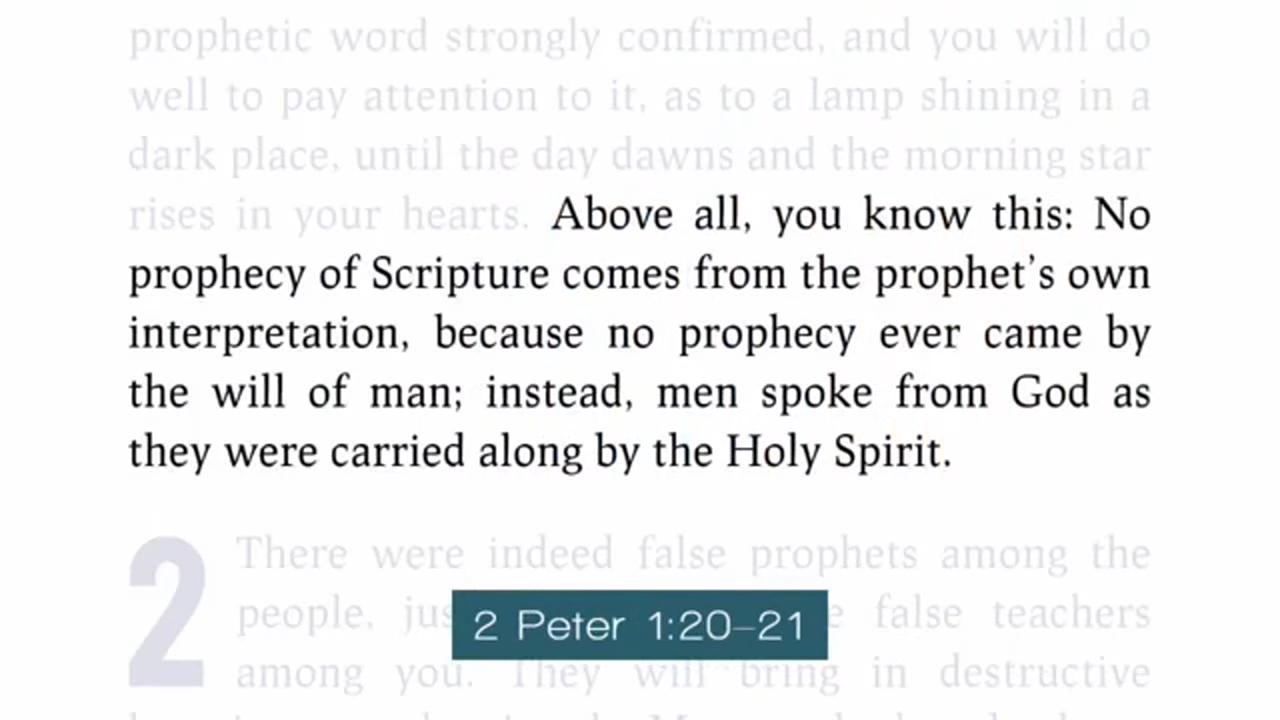 prophetic word strongly confirmed, and you will do
well to pay attention to it, as to a lamp shining in a
dark place, until the day dawns and the morning star
rises in your hearts. Above all, you know this: No
prophecy of Scripture comes from the prophet's own
interpretation, because no prophecy ever came by
the will of man; instead, men spoke from God as
they were carried along by the Holy Spirit.
2 There were indeed false prophets among the
people, false teachers
2 Peter 1:20–21
among you. They will bring in destructive